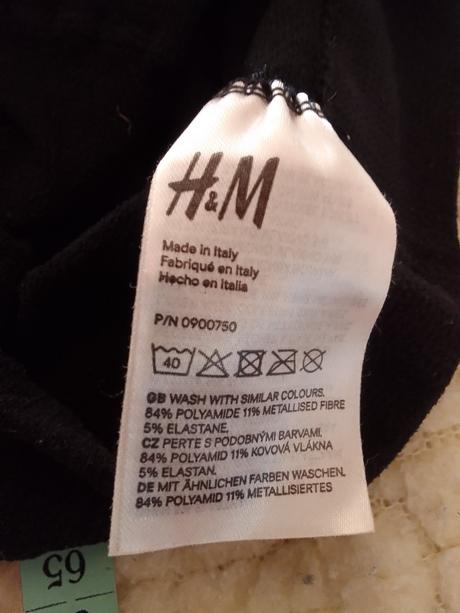 H&M
Made in Italy
Fabriqué en Italy
Hecho en Italia
P/N 0900750
40
GB WASH WITH SIMILAR COLOURS.
84% POLYAMIDE 11% METALLISED FIBRE
5% ELASTANE.
CZ PERTE S PODOBNÝMI BARVAMI.
84% POLYAMID 11% KOVOVÁ VLÁKNA
5% ELASTAN.
DE MIT ÄHNLICHEN FARBEN WASCHEN.
84% POLYAMID 11% METALLISIERTES
65